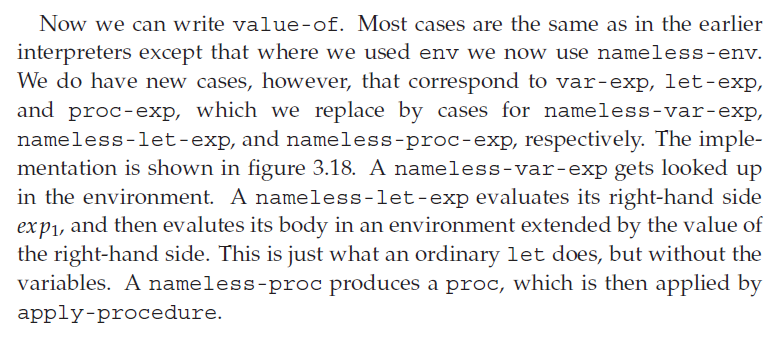 Now we can write value-of. Most cases are the same as in the earlier
interpreters except that where we used env we now use nameless-env.
We do have new cases, however, that correspond to var-exp, let-exp,
and proc-exp, which we replace by cases for nameless-var-exp,
nameless-let-exp, and nameless-proc-exp, respectively. The imple-
mentation is shown in figure 3.18. A nameless-var-exp gets looked up
in the environment. A nameless-let-exp evaluates its right-hand side
exp₁, and then evalutes its body in an environment extended by the value of
the right-hand side. This is just what an ordinary let does, but without the
variables. A nameless-proc produces a proc, which is then applied by
apply-procedure.